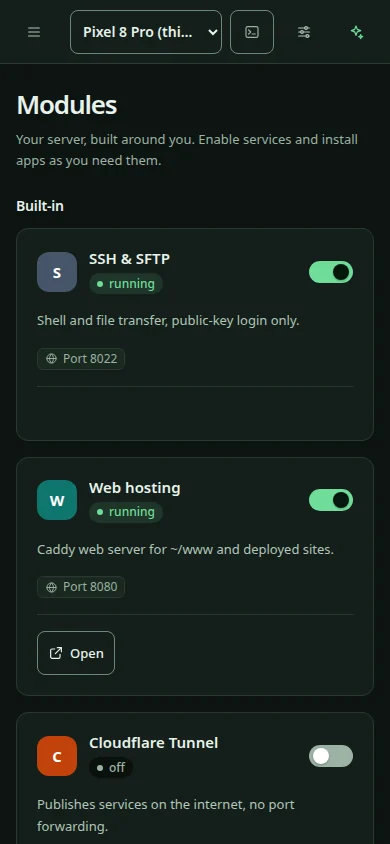 Pixel 8 Pro (thi...
Modules
Your server, built around you. Enable services and install
apps as you need them.
Built-in
S
SSH & SFTP
running
Shell and file transfer, public-key login only.
Port 8022
W
Web hosting
running
Caddy web server for ~/www and deployed sites.
Port 8080
Open
C
Cloudflare Tunnel
off
Publishes services on the internet, no port
forwarding.